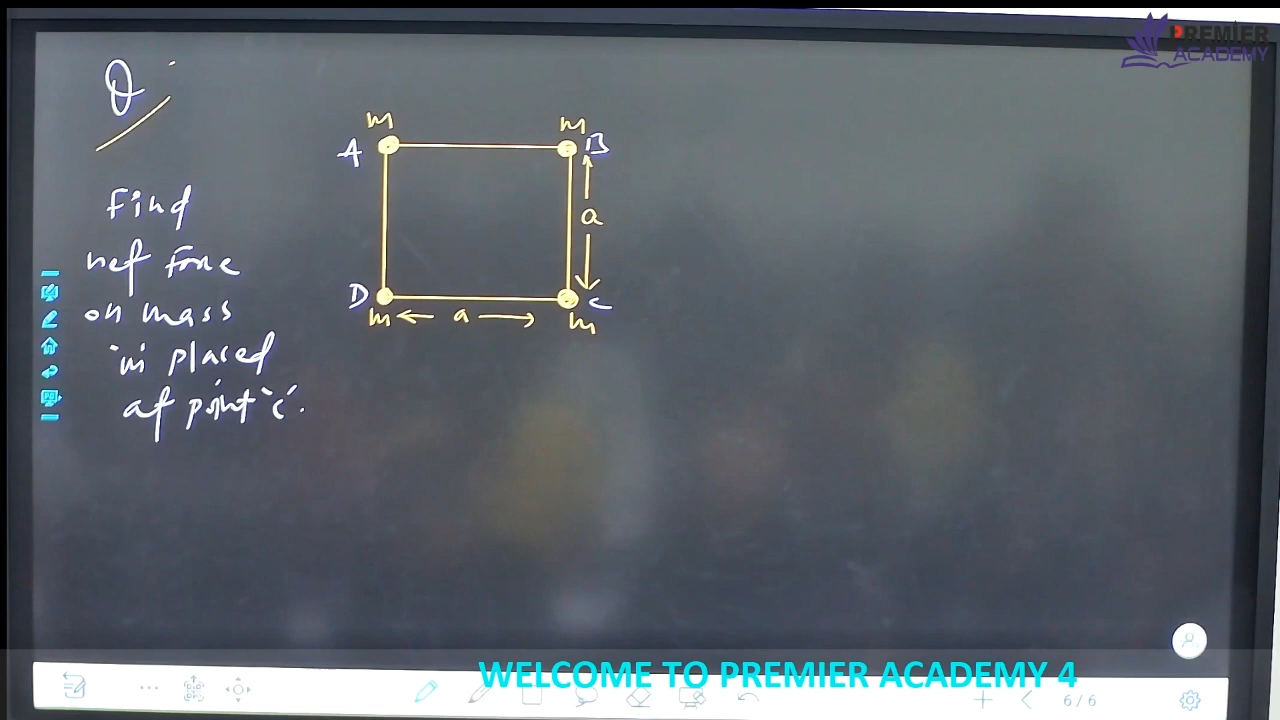 PREMIER
ACADEMY
Q
m
m
A
B
Find
a
net Force
D
C
on mass
m
a
m
'm' placed
at point 'c'.
WELCOME TO PREMIER ACADEMY 4
6/6